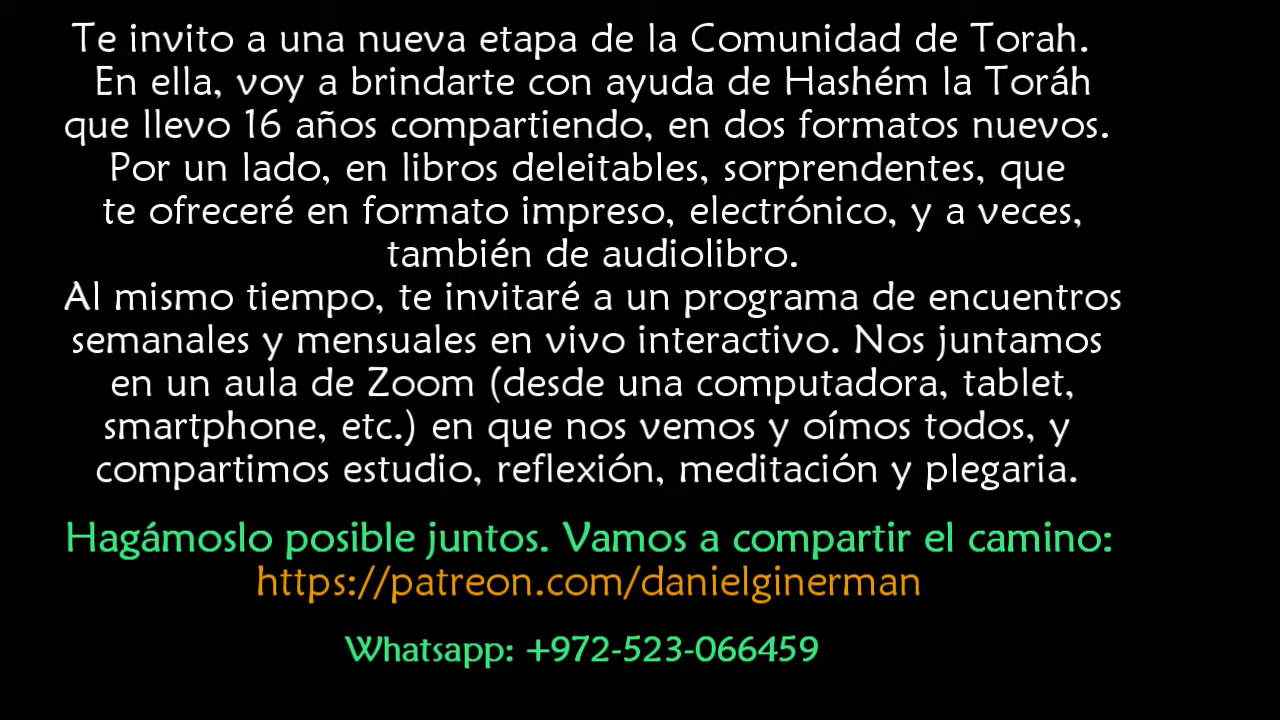 Te invito a una nueva etapa de la Comunidad de Torah.
En ella, voy a brindarte con ayuda de Hashém la Toráh
que llevo 16 años compartiendo, en dos formatos nuevos.
Por un lado, en libros deleitables, sorprendentes, que
te ofreceré en formato impreso, electrónico, y a veces,
también de audiolibro.
Al mismo tiempo, te invitaré a un programa de encuentros
semanales y mensuales en vivo interactivo. Nos juntamos
en un aula de Zoom (desde una computadora, tablet,
smartphone, etc.) en que nos vemos y oímos todos, y
compartimos estudio, reflexión, meditación y plegaria.
Hagámoslo posible juntos. Vamos a compartir el camino:
https://patreon.com/danielginerman
Whatsapp: +972-523-066459